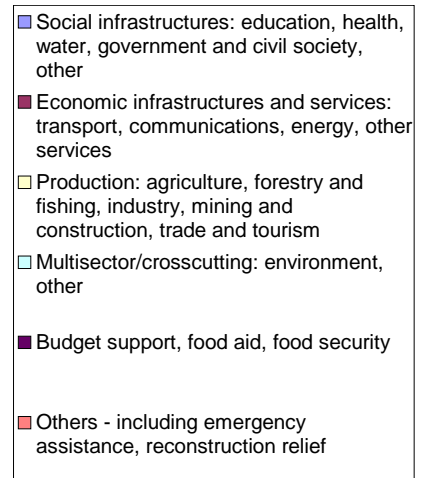 Social infrastructures: education, health,
water, government and civil society,
other
Economic infrastructures and services:
transport, communications, energy, other
services
Production: agriculture, forestry and
fishing, industry, mining and
construction, trade and tourism
Multisector/crosscutting: environment,
other
Budget support, food aid, food security
Others - including emergency
assistance, reconstruction relief